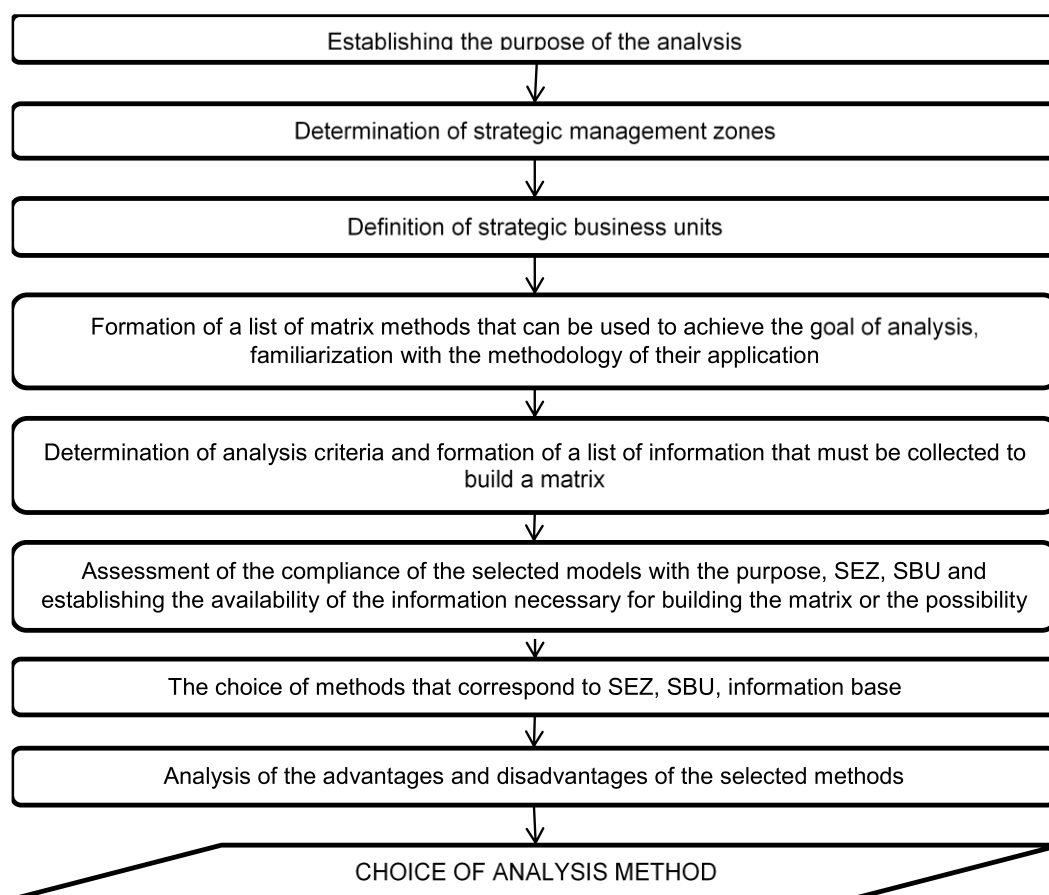 Establishing the purpose of the analysis
Determination of strategic management zones
Definition of strategic business units
Formation of a list of matrix methods that can be used to achieve the goal of analysis,
familiarization with the methodology of their application
Determination of analysis criteria and formation of a list of information that must be collected to
build a matrix
Assessment of the compliance of the selected models with the purpose, SEZ, SBU and
establishing the availability of the information necessary for building the matrix or the possibility
The choice of methods that correspond to SEZ, SBU, information base
Analysis of the advantages and disadvantages of the selected methods
CHOICE OF ANALYSIS METHOD